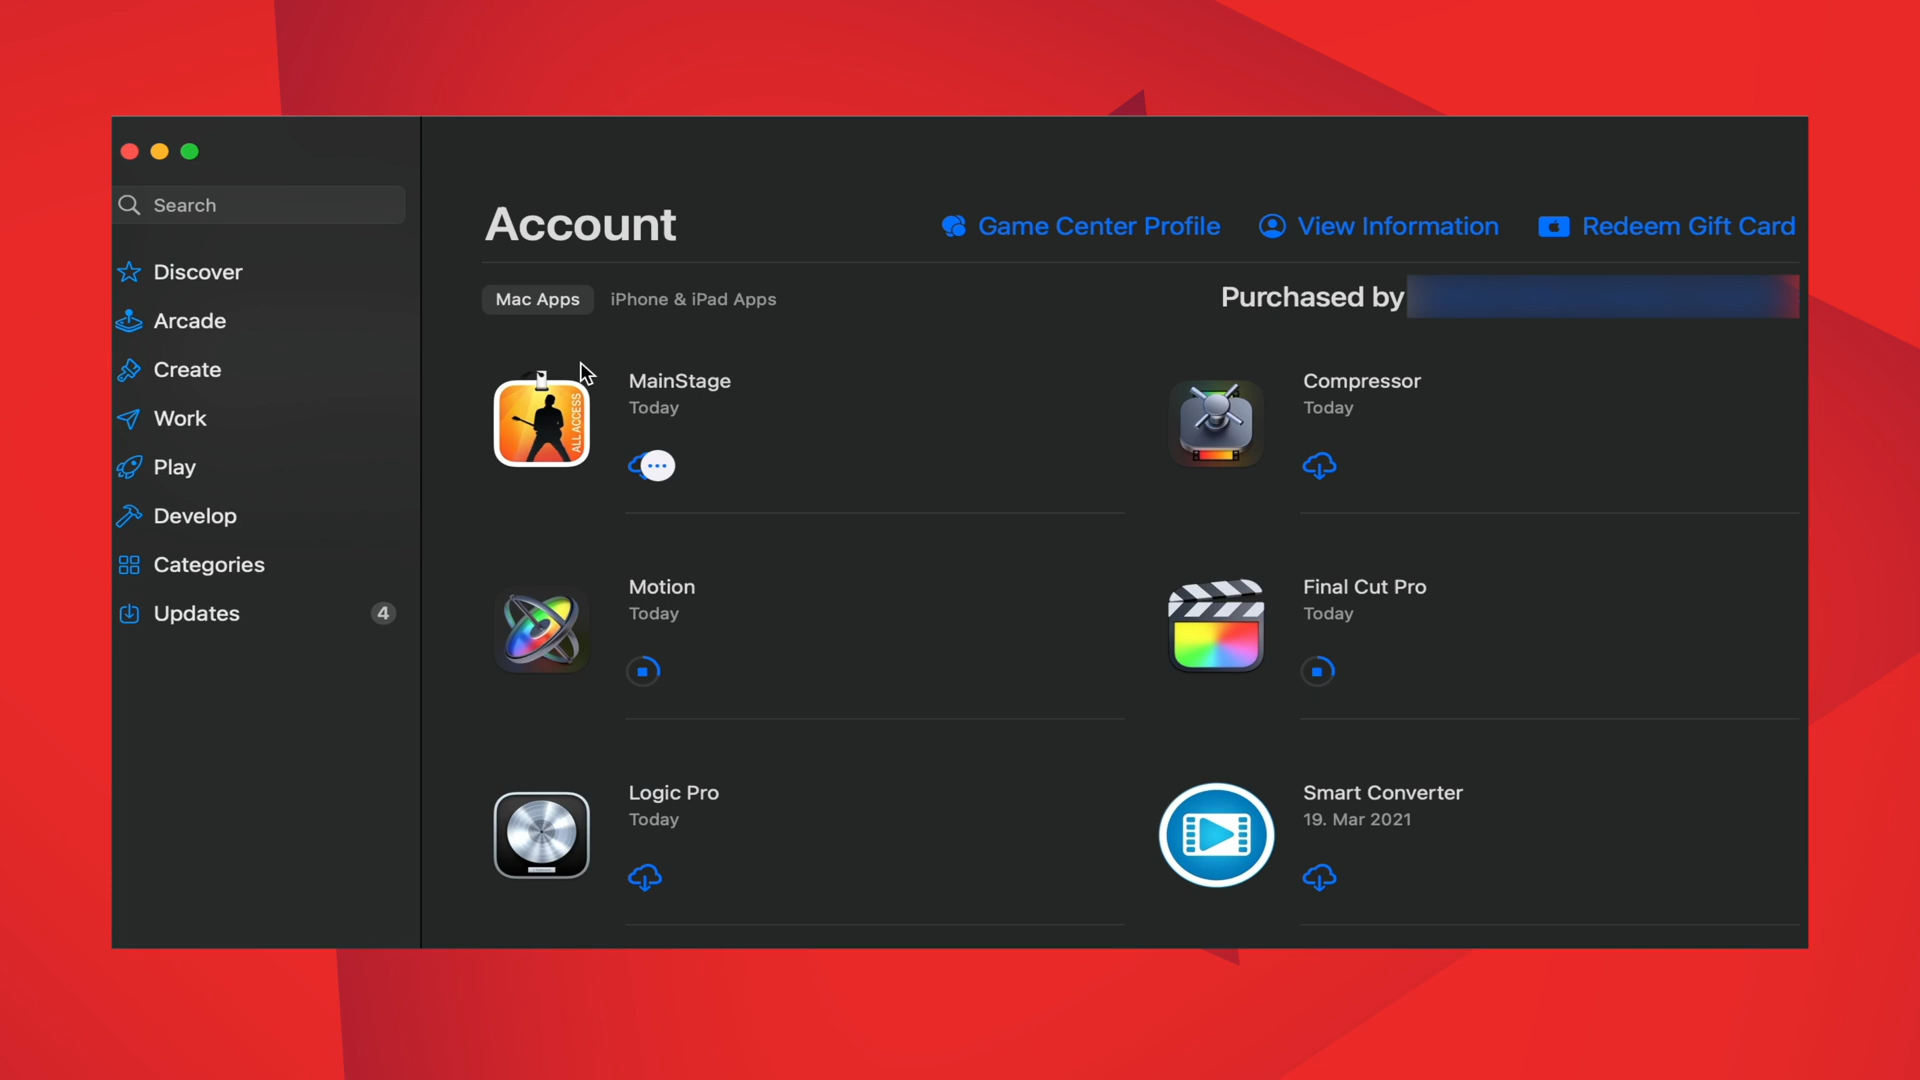 Search
Discover
Arcade
Create
Work
Play
Develop
Categories
Updates 4
Account
Game Center Profile
View Information
Redeem Gift Card
Mac Apps
iPhone & iPad Apps
Purchased by
ALL ACCESS
MainStage
Today
Compressor
Today
Motion
Today
Final Cut Pro
Today
Logic Pro
Today
Smart Converter
19. Mar 2021